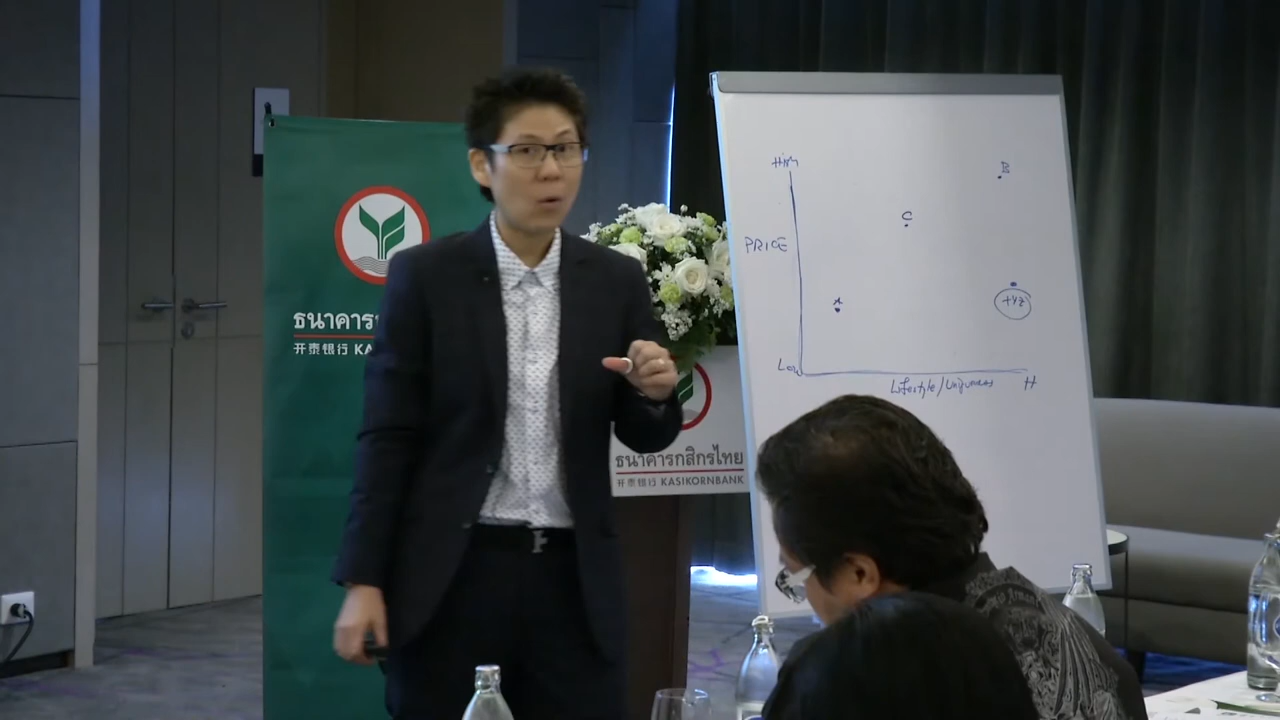 ธนาคาร
开泰银行 KA
High
B
C
PRICE
A
XYZ
Low
Lifestyle/Uniqueness
H
ธนาคารกสิกรไทย
开泰银行 KASIKORNBANK